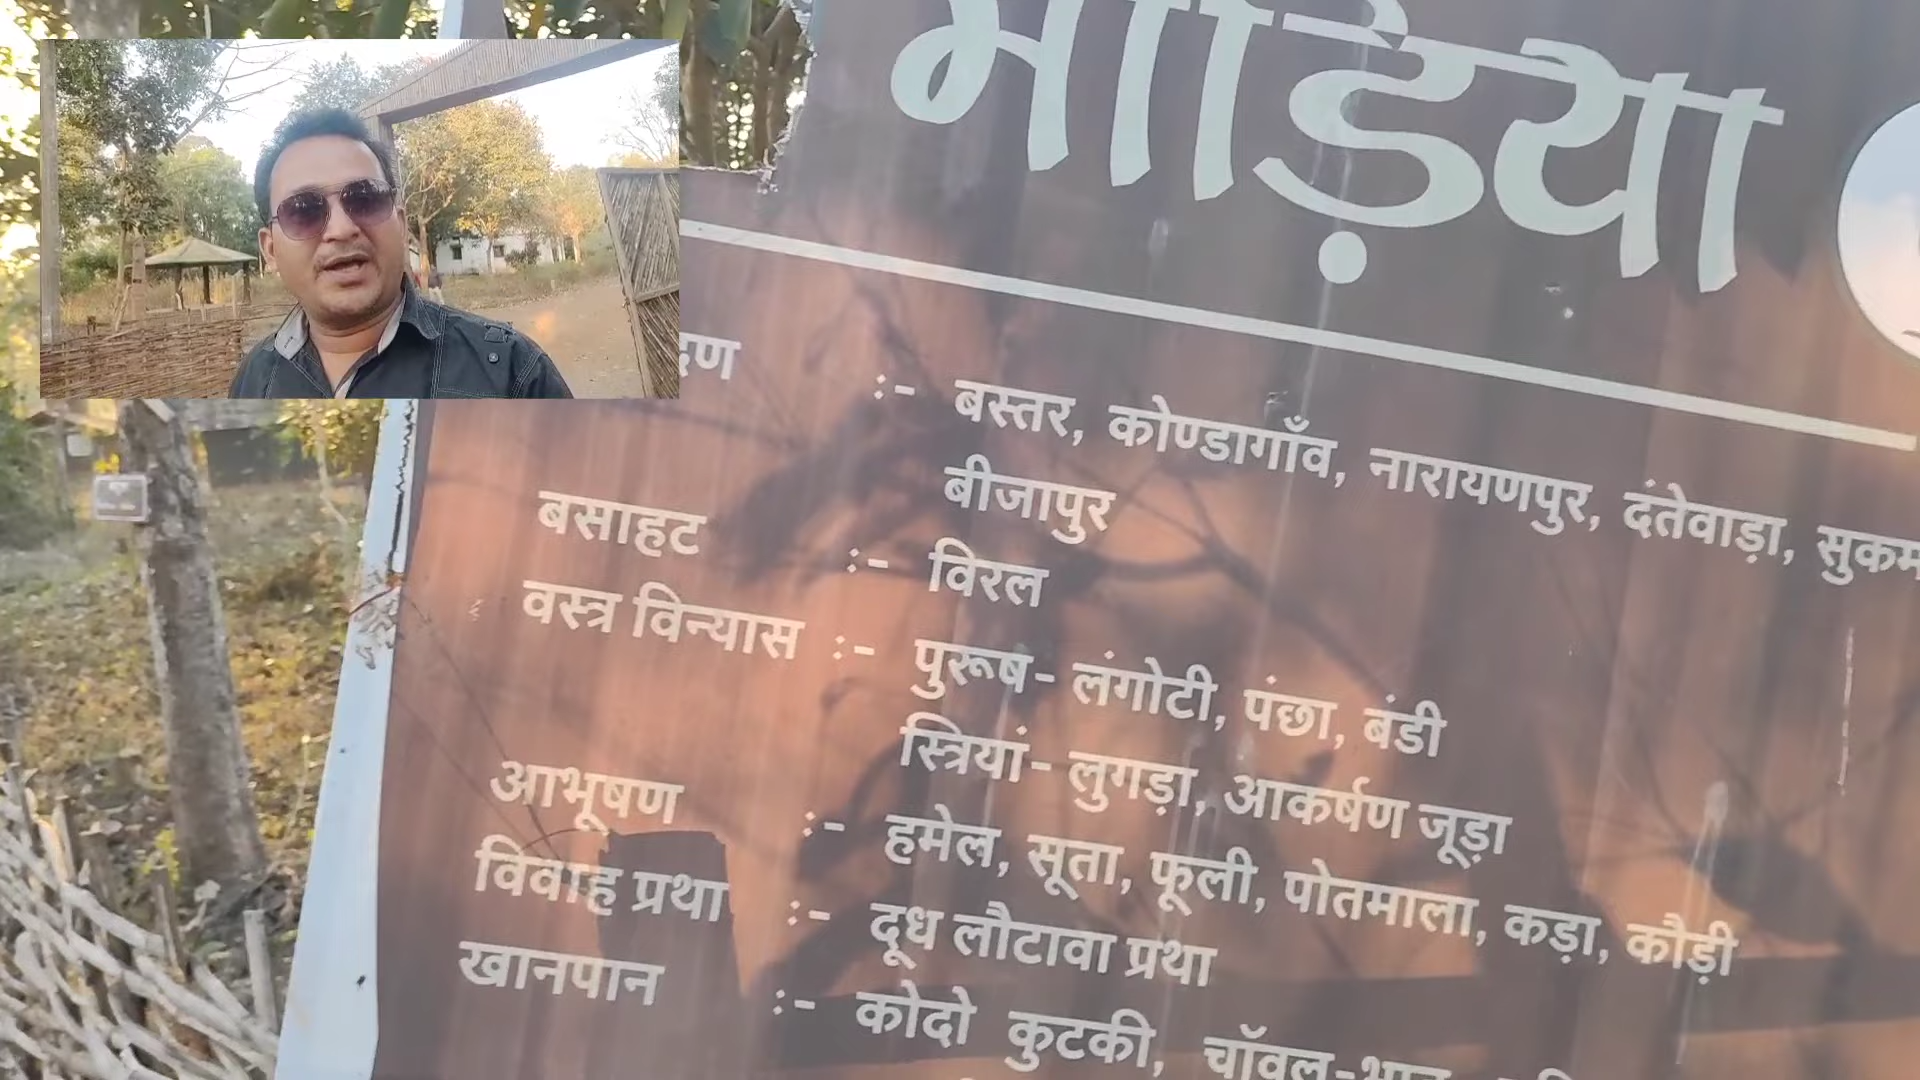 माड़िया
:- बस्तर, कोण्डागाँव, नारायणपुर, दंतेवाड़ा,
बीजापुर
बसाहट :- विरल
वस्त्र विन्यास :- पुरूष- लंगोटी, पंछा, बंडी
स्त्रियां- लुगड़ा, आकर्षण जूड़ा
आभूषण :- हमेल, सूता, फूली, पोतमाला, कड़ा, कौड़ी
विवाह प्रथा :- दूध लौटावा प्रथा
खानपान :- कोदो कुटकी,